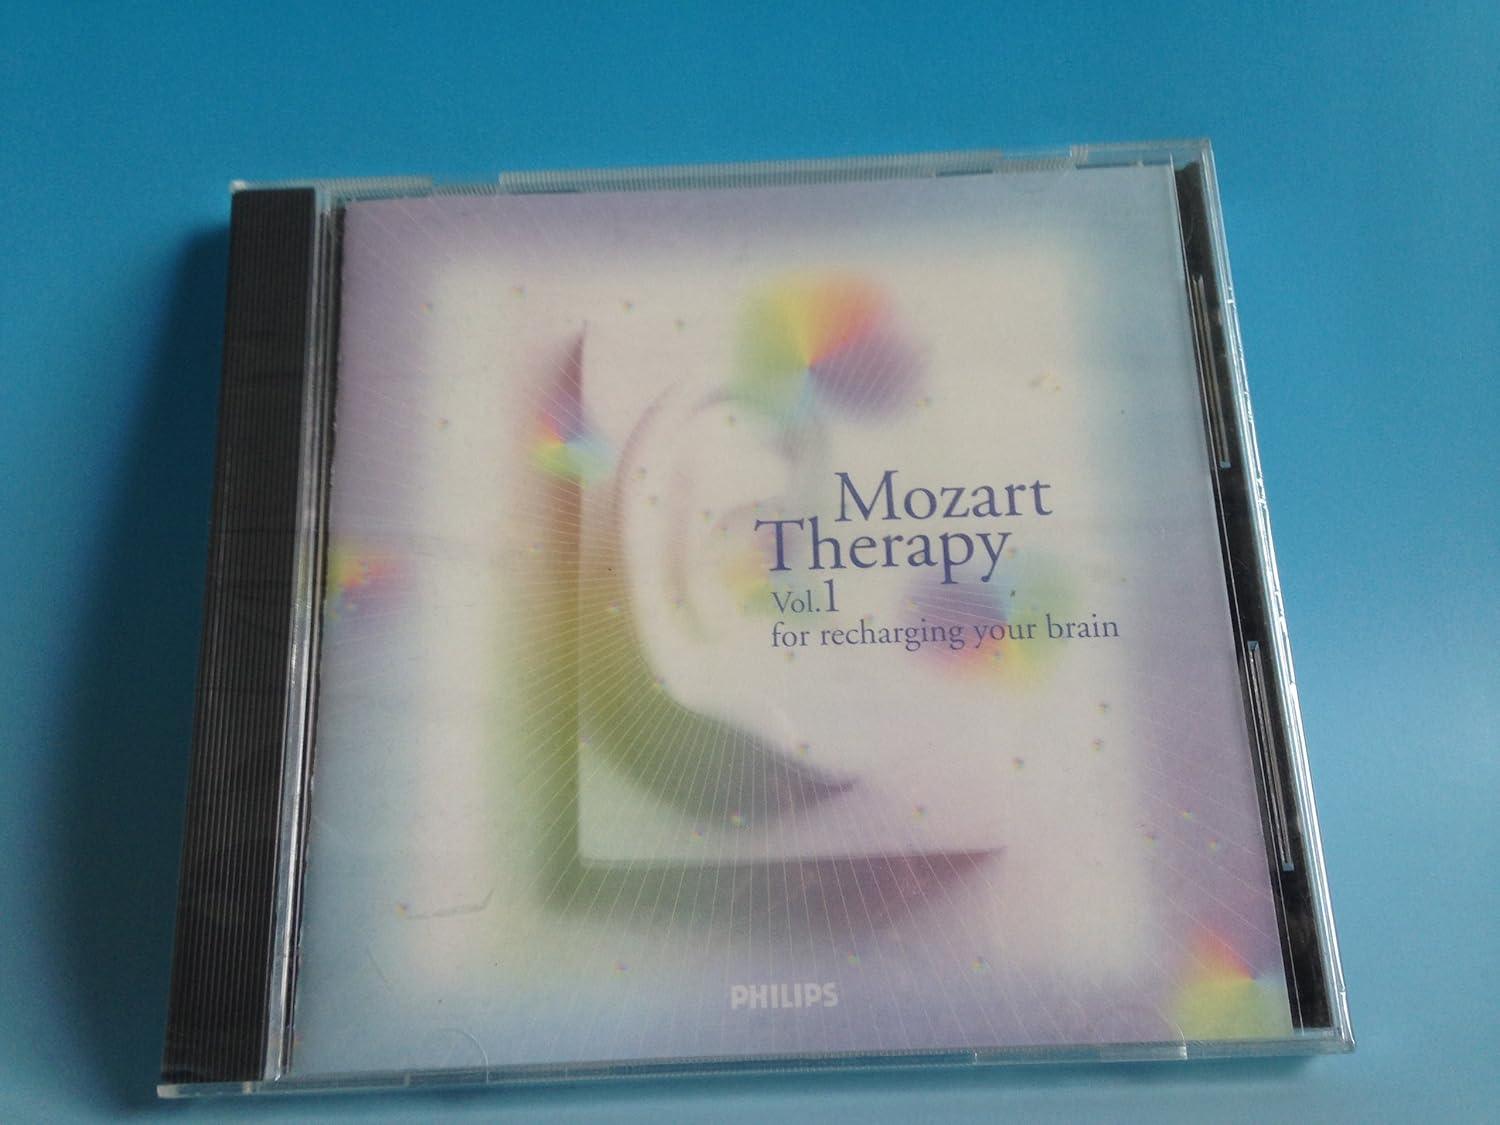 Mozart
Therapy
Vol.1
for recharging your brain
PHILIPS